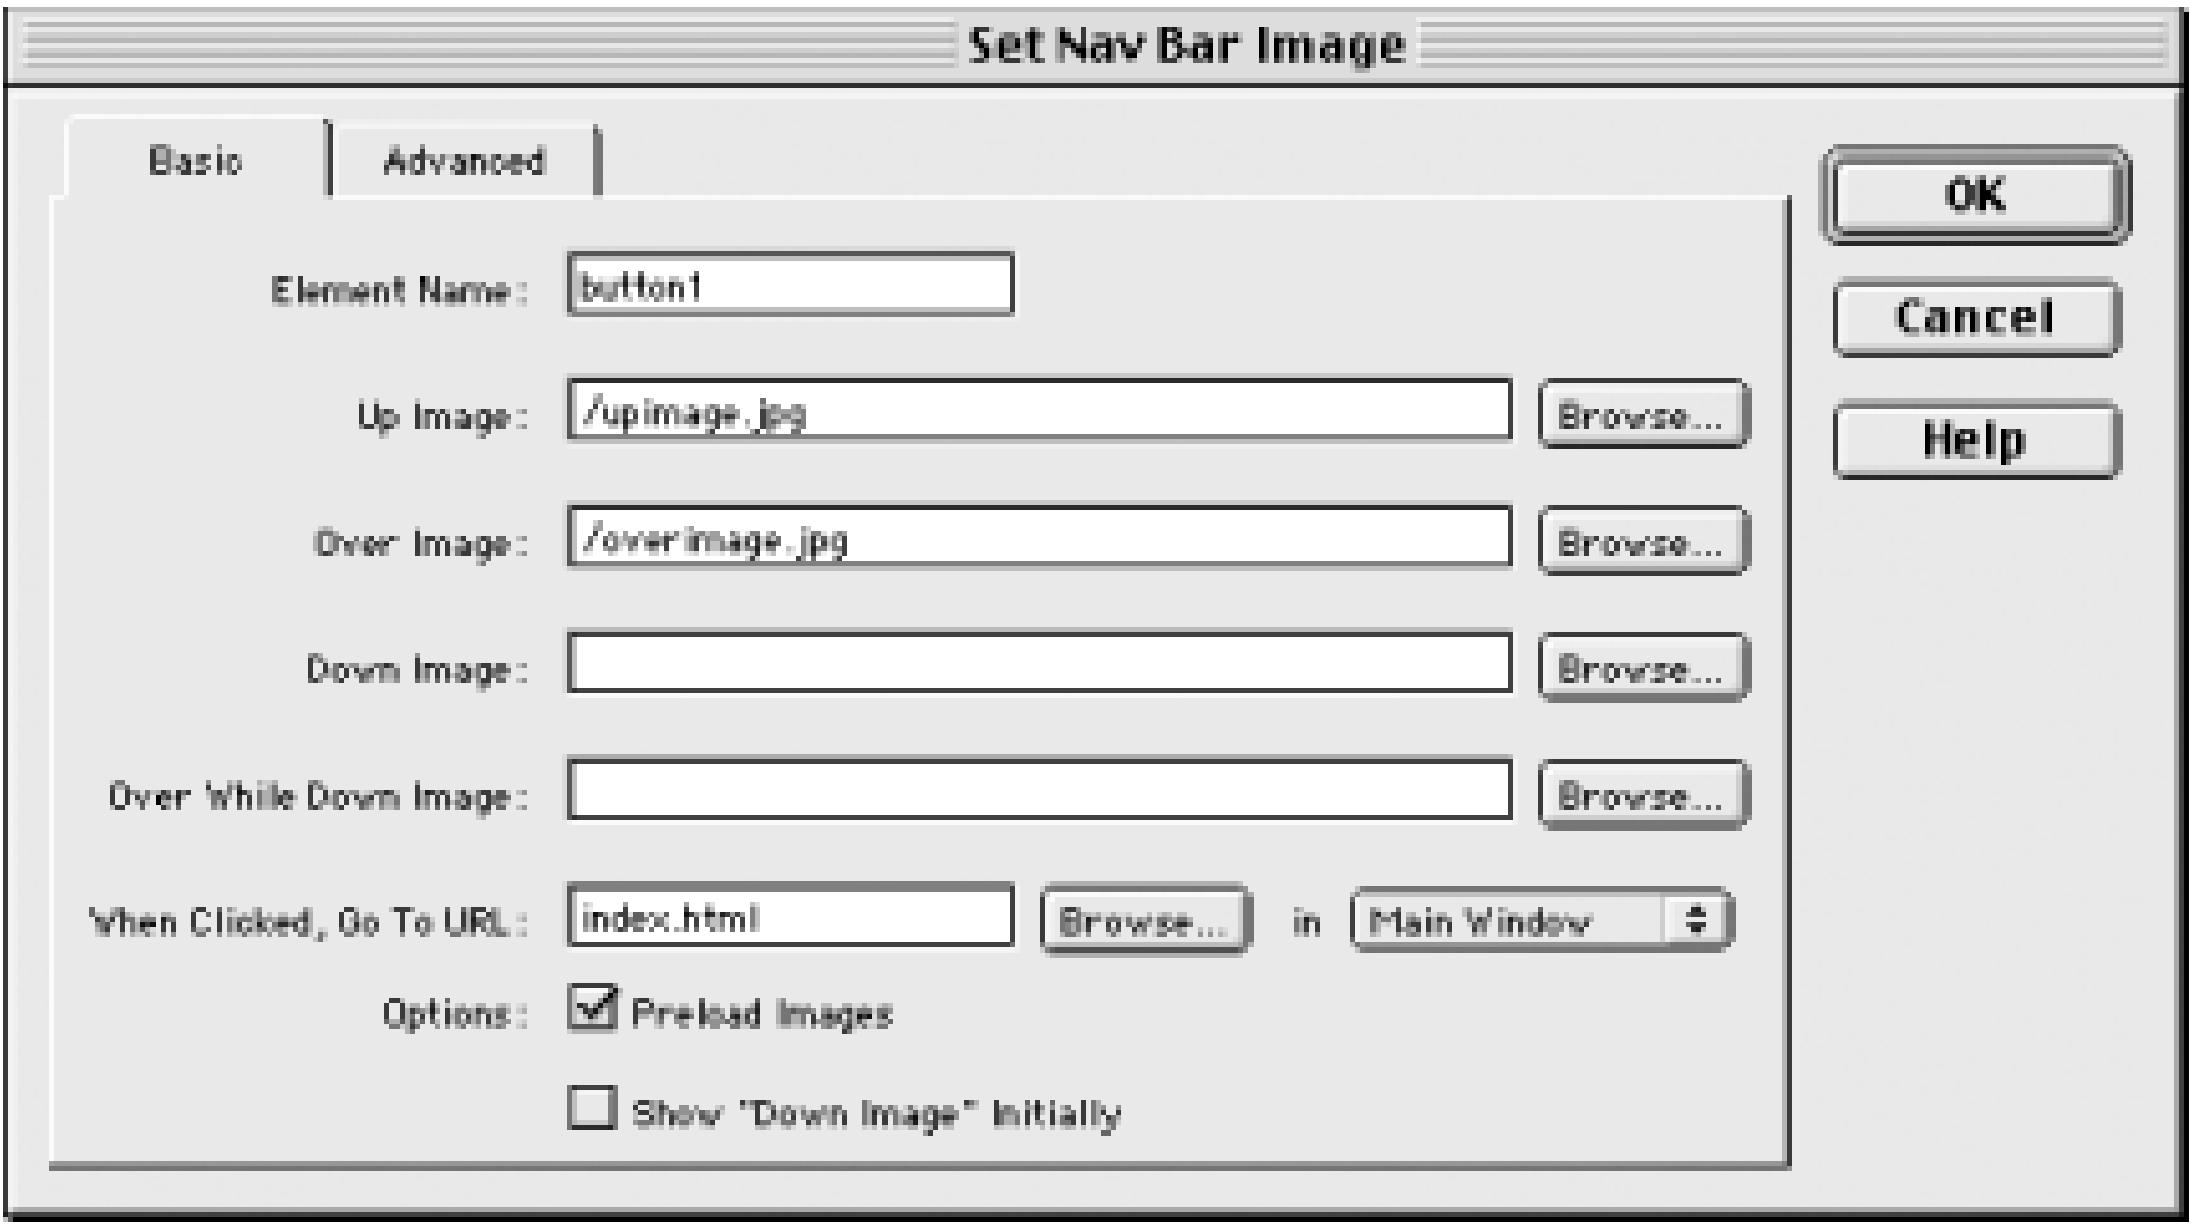 Set Nav Bar Image
Basic Advanced
OK
Cancel
Help
Element Name: button1
Up Image: /upimage.jpg Browse...
Over Image: /overimage.jpg Browse...
Down Image: Browse...
Over While Down Image: Browse...
When Clicked, Go To URL: index.html Browse... in Main Window
Options: Preload Images
Show "Down Image" Initially